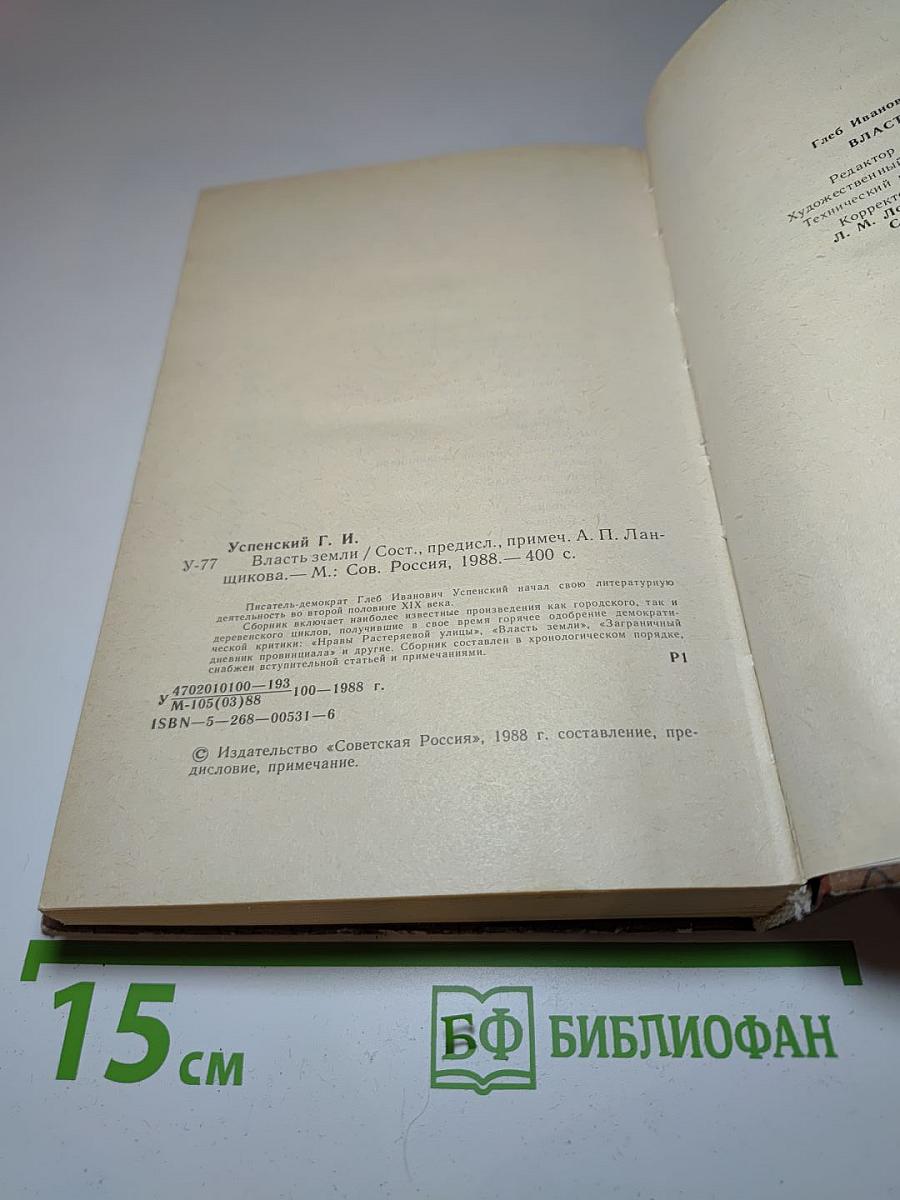 Успенский Г. И.
У-77 Власть земли / Сост., предисл., примеч. А. П. Лан-
щикова.— М.: Сов. Россия, 1988.— 400 с.
Писатель-демократ Глеб Иванович Успенский начал свою литературную
деятельность во второй половине XIX века.
Сборник включает наиболее известные произведения как городского, так и
деревенского циклов, получившие в свое время горячее одобрение демократи-
ческой критики: «Нравы Растеряевой улицы», «Власть земли», «Заграничный
дневник провинциала» и другие. Сборник составлен в хронологическом порядке,
снабжен вступительной статьей и примечаниями.
У 4702010100—193
М-105(03)88 100—1988 г.
Р1
ISBN—5—268—00531—6
© Издательство «Советская Россия», 1988 г. составление, пре-
дисловие, примечание.
Глеб Иванов
ВЛАСТ
Редактор
Художественный
Технический
Коррект
Л. М. Ло
С
15 см
БФ БИБЛИОФАН